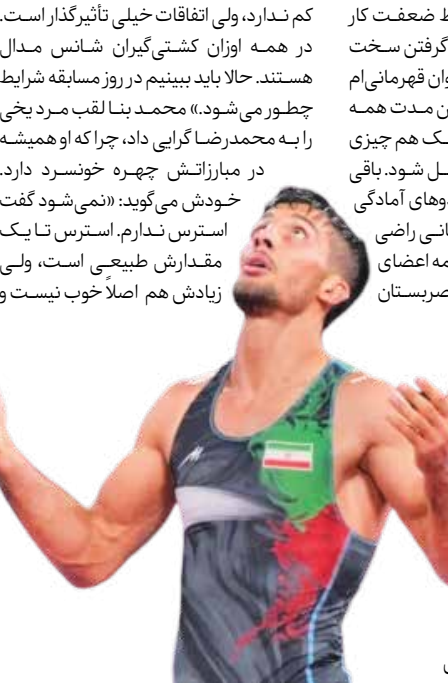 ط ضعفت کار
گرفتن سخت
وان قهرمانی‌ام
ن مدت همه
ک هم چیزی
ل شود. باقی
دوهای آمادگی
انی راضی
مه اعضای
صربستان
کم ندارد، ولی اتفاقات خیلی تأثیرگذار است.
در همه اوزان کشتی‌گیران شانس مدال
هستند. حالا باید ببینیم در روز مسابقه شرایط
چطور می‌شود.» محمد بنا لقب مرد یخی
را به محمدرضا گرایی داد، چرا که او همیشه
در مبارزاتش چهره خونسرد دارد.
خودش می‌گوید: «نمی‌شود گفت
استرس ندارم. استرس تا یک
مقدارش طبیعی است، ولی
زیادش هم اصلاً خوب نیست و